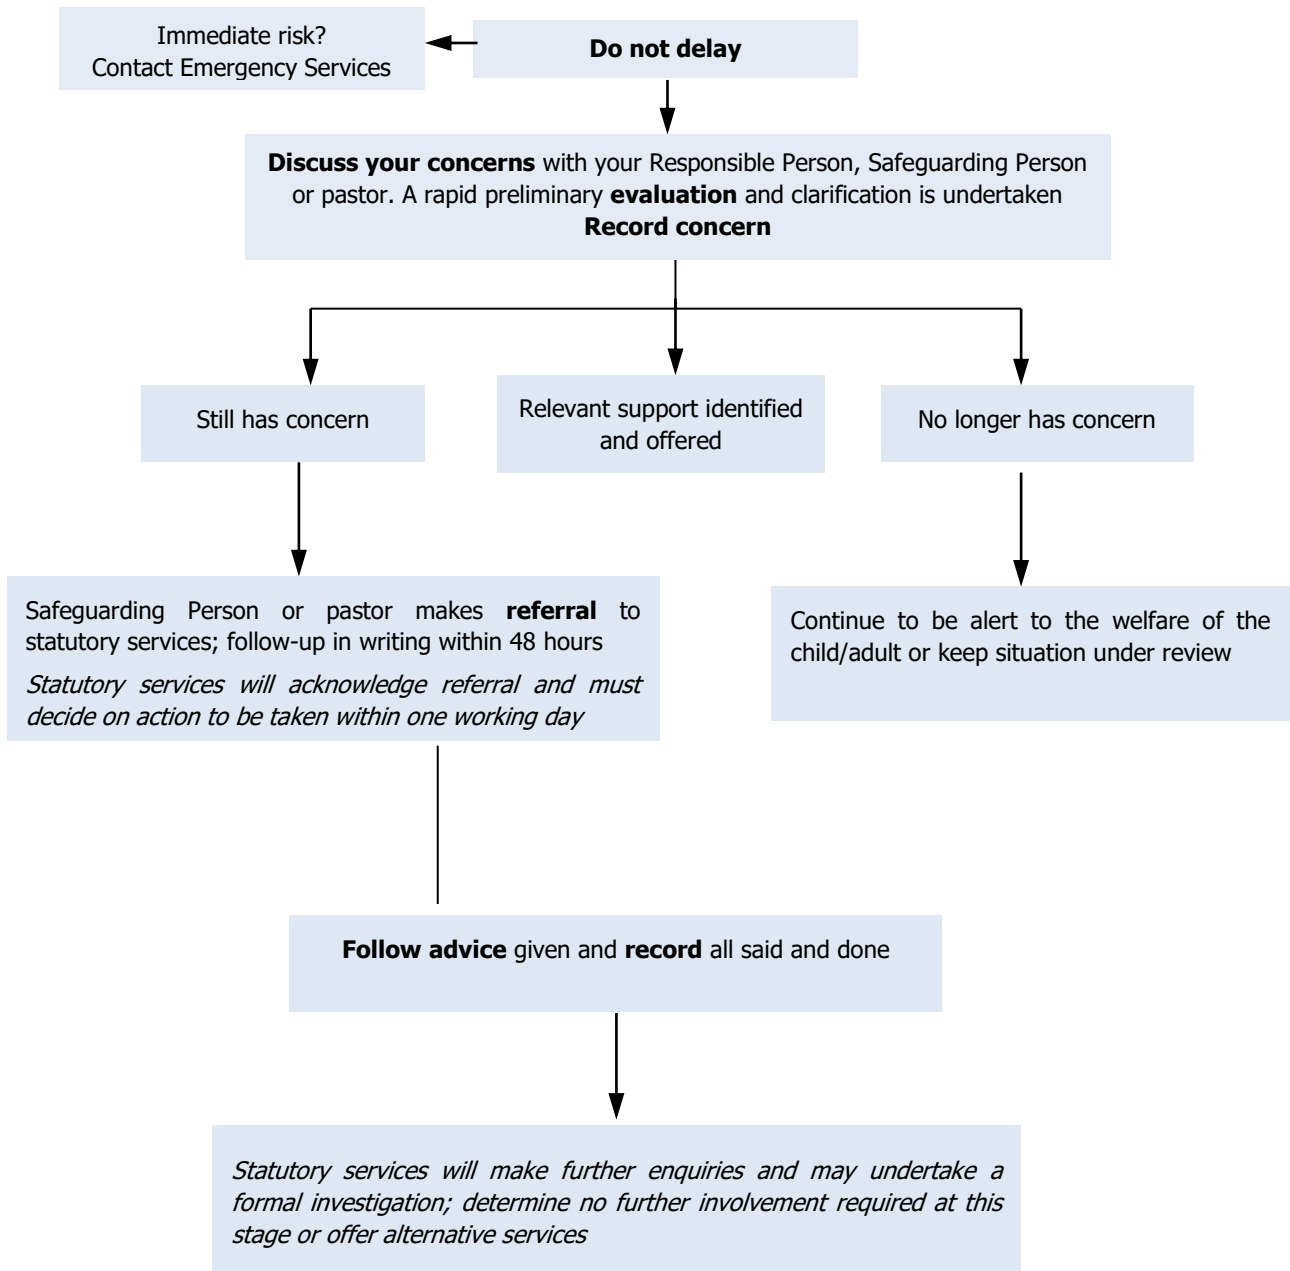 Immediate risk?
Contact Emergency Services
Do not delay
Discuss your concerns with your Responsible Person, Safeguarding Person
or pastor. A rapid preliminary evaluation and clarification is undertaken
Record concern
Still has concern
Relevant support identified
and offered
No longer has concern
Safeguarding Person or pastor makes referral to
statutory services; follow-up in writing within 48 hours
Statutory services will acknowledge referral and must
decide on action to be taken within one working day
Continue to be alert to the welfare of the
child/adult or keep situation under review
Follow advice given and record all said and done
Statutory services will make further enquiries and may undertake a
formal investigation; determine no further involvement required at this
stage or offer alternative services